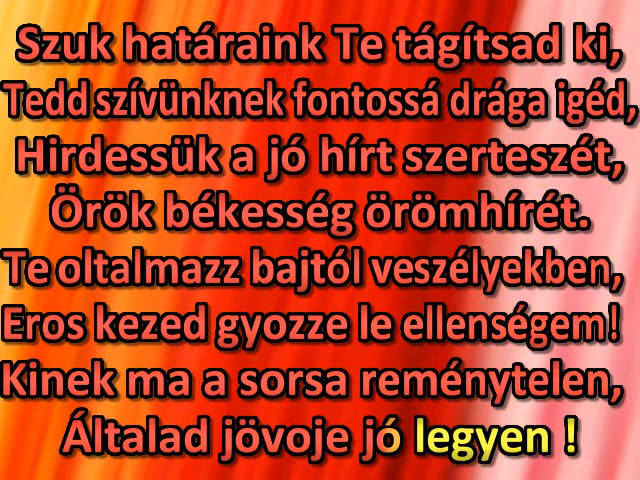 Szuk határaink Te tágítsad ki,
Tedd szívünknek fontossá drága igéd,
Hirdessük a jó hírt szerteszét,
Örök békesség örömhírét.
Te oltalmazz bajtól veszélyekben,
Eros kezed gyozze le ellenségem!
Kinek ma a sorsa reménytelen,
Általad jövoje jó legyen !